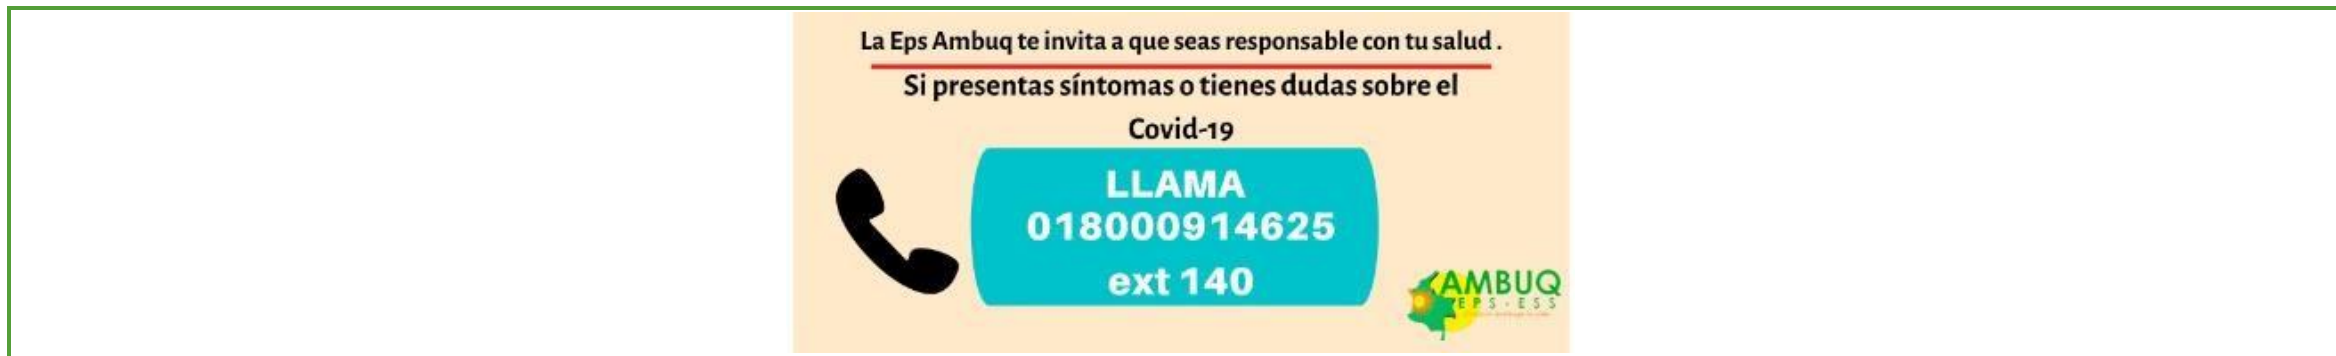 La Eps Ambuq te invita a que seas responsable con tu salud .
Si presentas síntomas o tienes dudas sobre el
Covid-19
LLAMA
018000914625
ext 140
AMBUQ
EPS-ESS